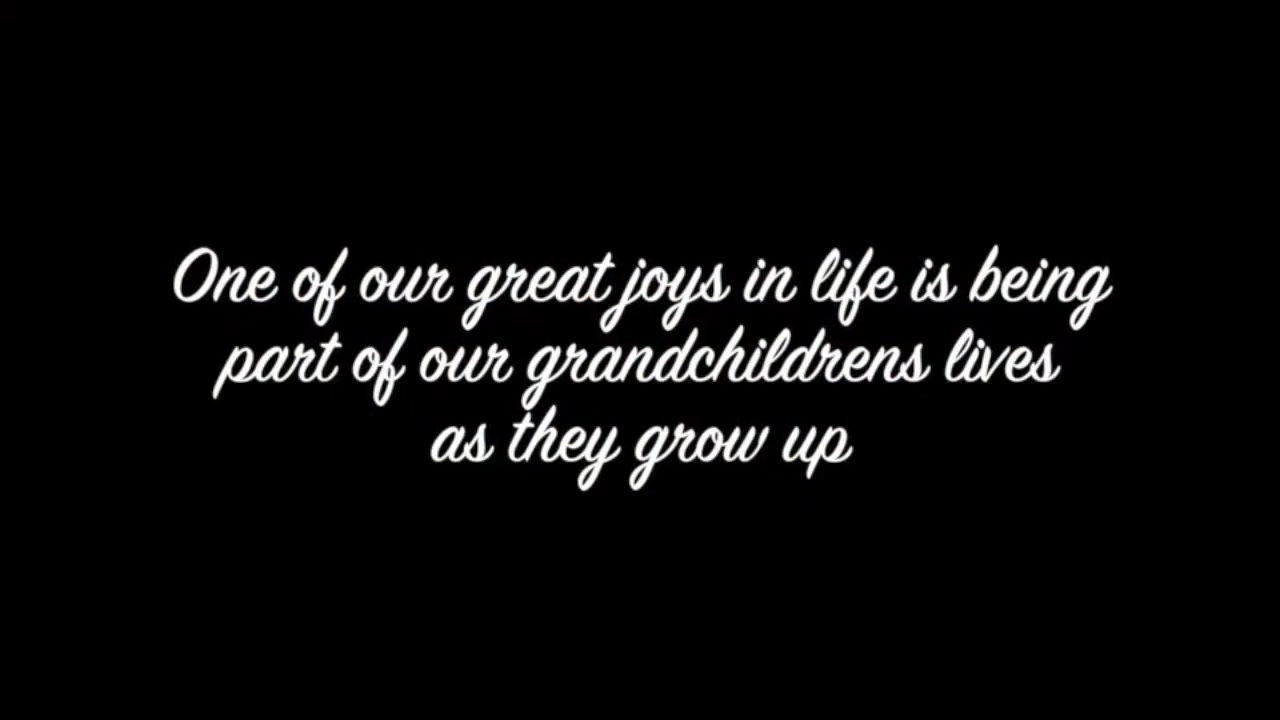 One of our great joys in life is being
part of our grandchildrens lives
as they grow up